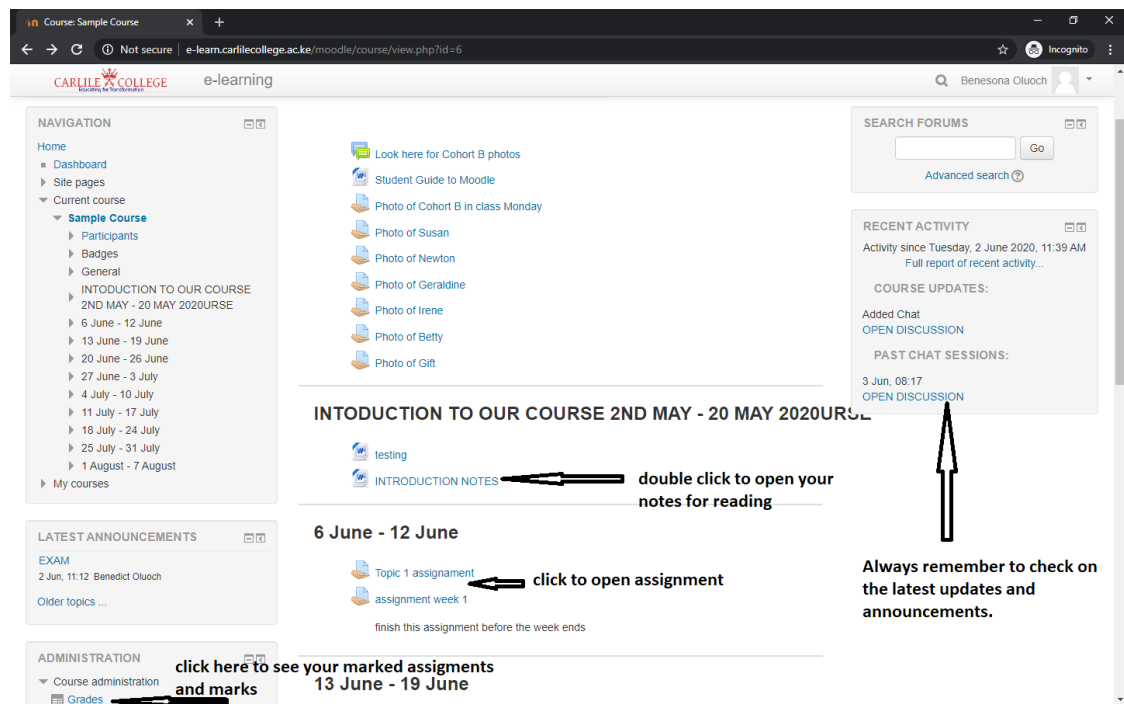 Course: Sample Course
Not secure | e-learn.carlilecollege.ac.ke/moodle/course/view.php?id=6
Incognito
CARLILE COLLEGE
Educating for Transformation
e-learning
Benesona Oluoch
NAVIGATION
Home
Dashboard
Site pages
Current course
Sample Course
Participants
Badges
General
INTODUCTION TO OUR COURSE
2ND MAY - 20 MAY 2020URSE
6 June - 12 June
13 June - 19 June
20 June - 26 June
27 June - 3 July
4 July - 10 July
11 July - 17 July
18 July - 24 July
25 July - 31 July
1 August - 7 August
My courses
LATEST ANNOUNCEMENTS
EXAM
2 Jun, 11:12 Benedict Oluoch
Older topics ...
ADMINISTRATION
Course administration
Grades
click here to see your marked assigments
and marks
Look here for Cohort B photos
Student Guide to Moodle
Photo of Cohort B in class Monday
Photo of Susan
Photo of Newton
Photo of Geraldine
Photo of Irene
Photo of Betty
Photo of Gift
INTODUCTION TO OUR COURSE 2ND MAY - 20 MAY 2020URSE
testing
INTRODUCTION NOTES
double click to open your
notes for reading
6 June - 12 June
Topic 1 assignament
click to open assignment
assignment week 1
finish this assignment before the week ends
13 June - 19 June
SEARCH FORUMS
Go
Advanced search
RECENT ACTIVITY
Activity since Tuesday, 2 June 2020, 11:39 AM
Full report of recent activity...
COURSE UPDATES:
Added Chat
OPEN DISCUSSION
PAST CHAT SESSIONS:
3 Jun, 08:17
OPEN DISCUSSION
Always remember to check on
the latest updates and
announcements.